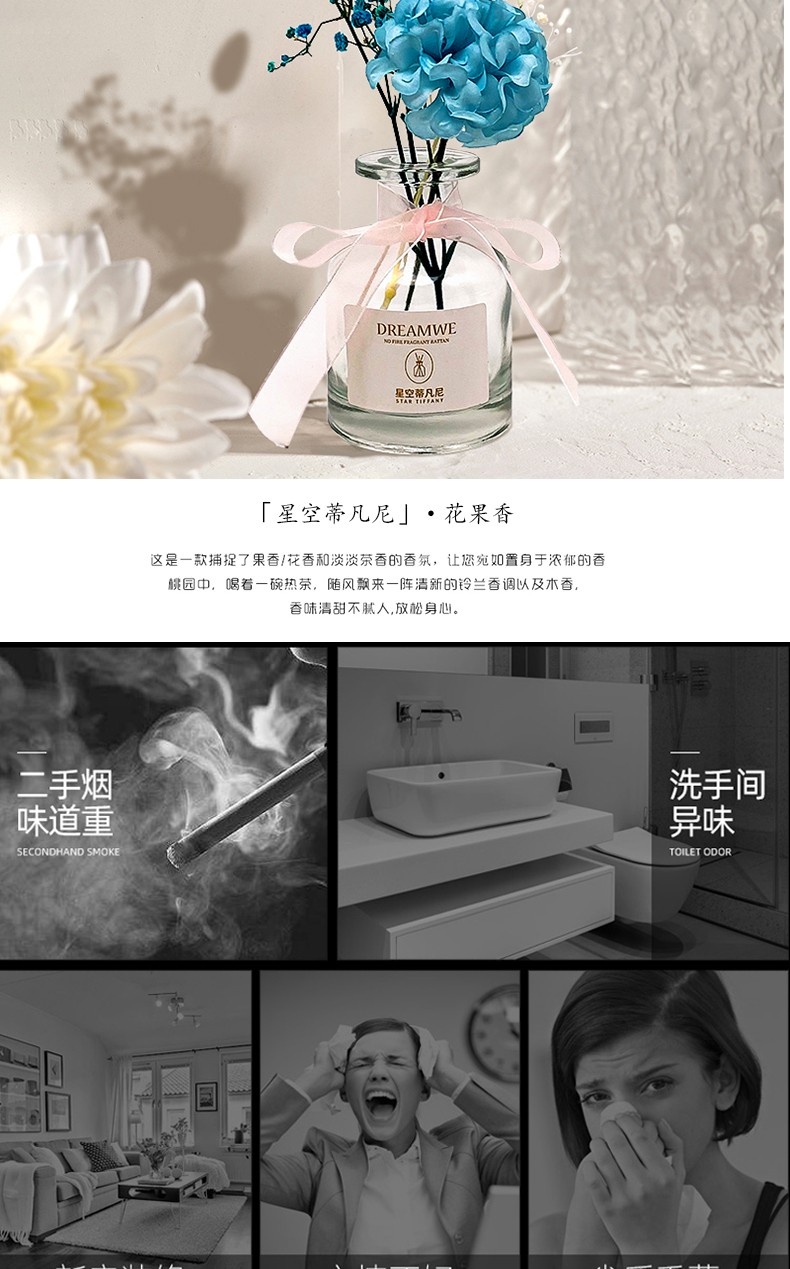 DREAMWE
NO FIRE FRAGRANT RATTAN
星空蒂凡尼
STAR TIFFANY
「星空蒂凡尼」·花果香
这是一款捕捉了果香/花香和淡淡茶香的香氛，让您宛如置身于浓郁的香
桃园中，喝着一碗热茶，随风飘来一阵清新的铃兰香调以及木香，
香味清甜不腻人,放松身心。
二手烟
味道重
SECONDHAND SMOKE
洗手间
异味
TOILET ODOR